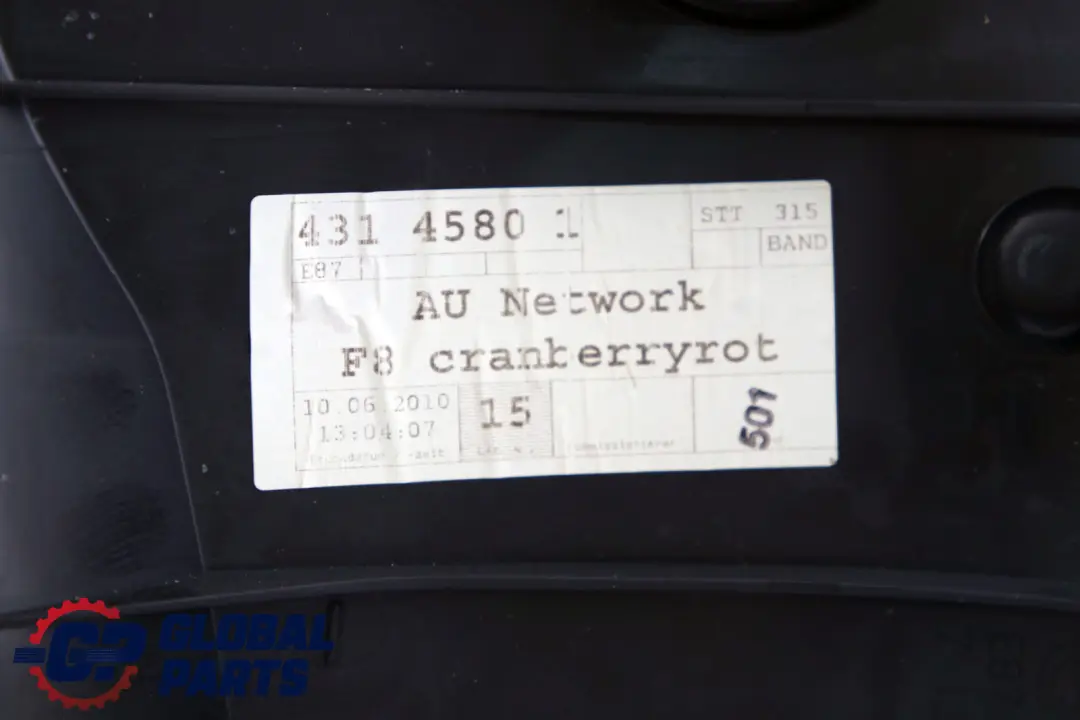 431 4580 1
STT 315
BAND
E87
AU Network
F8 cranberryrot
10.06.2010
13:04:07
15
501
GP GLOBAL
PARTS